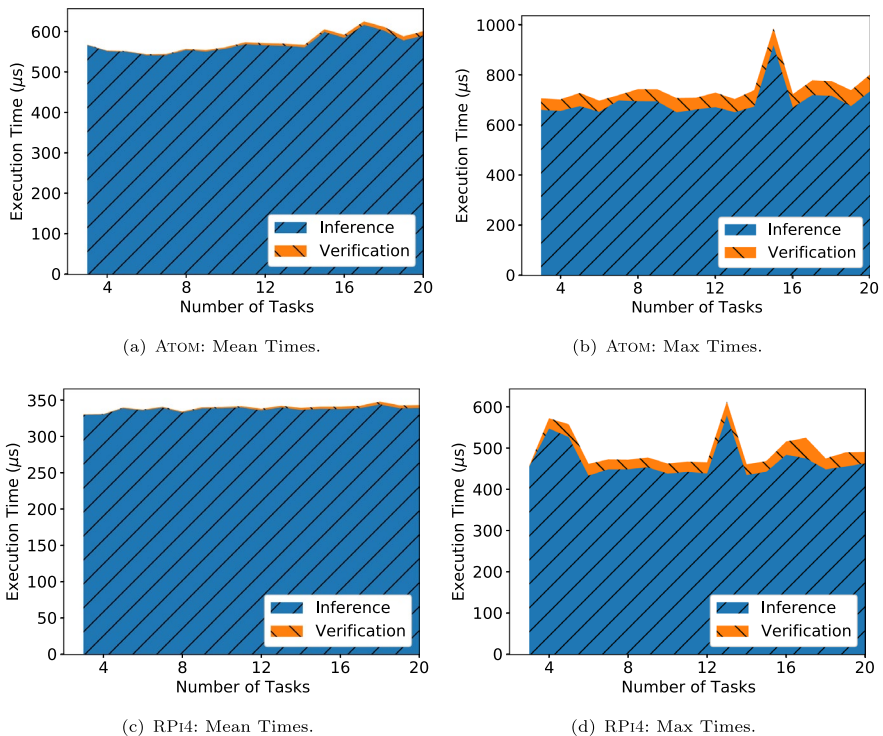 600
500
400
300
200
100
0
Execution Time (μs)
Inference
Verification
4 8 12 16 20
Number of Tasks
(a) ATOM: Mean Times.
1000
800
600
400
200
0
Execution Time (μs)
Inference
Verification
4 8 12 16 20
Number of Tasks
(b) ATOM: Max Times.
350
300
250
200
150
100
50
0
Execution Time (μs)
Inference
Verification
4 8 12 16 20
Number of Tasks
(c) RPI4: Mean Times.
600
500
400
300
200
100
0
Execution Time (μs)
Inference
Verification
4 8 12 16 20
Number of Tasks
(d) RPI4: Max Times.